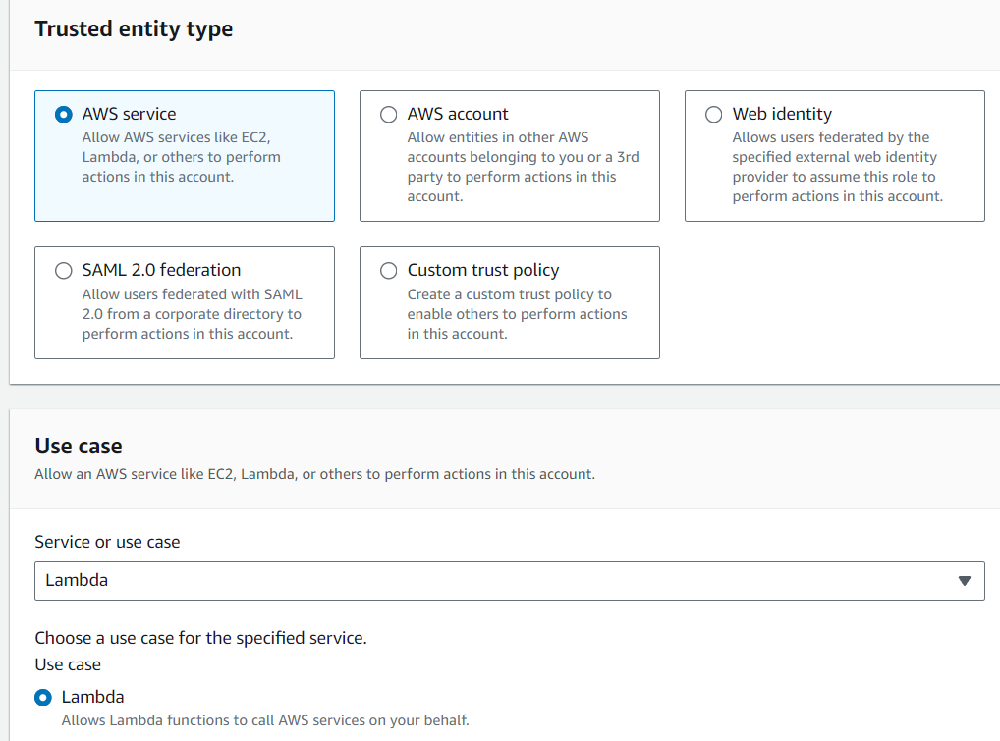 Trusted entity type
AWS service
Allow AWS services like EC2,
Lambda, or others to perform
actions in this account.
AWS account
Allow entities in other AWS
accounts belonging to you or a 3rd
party to perform actions in this
account.
Web identity
Allows users federated by the
specified external web identity
provider to assume this role to
perform actions in this account.
SAML 2.0 federation
Allow users federated with SAML
2.0 from a corporate directory to
perform actions in this account.
Custom trust policy
Create a custom trust policy to
enable others to perform actions
in this account.
Use case
Allow an AWS service like EC2, Lambda, or others to perform actions in this account.
Service or use case
Lambda
Choose a use case for the specified service.
Use case
Lambda
Allows Lambda functions to call AWS services on your behalf.